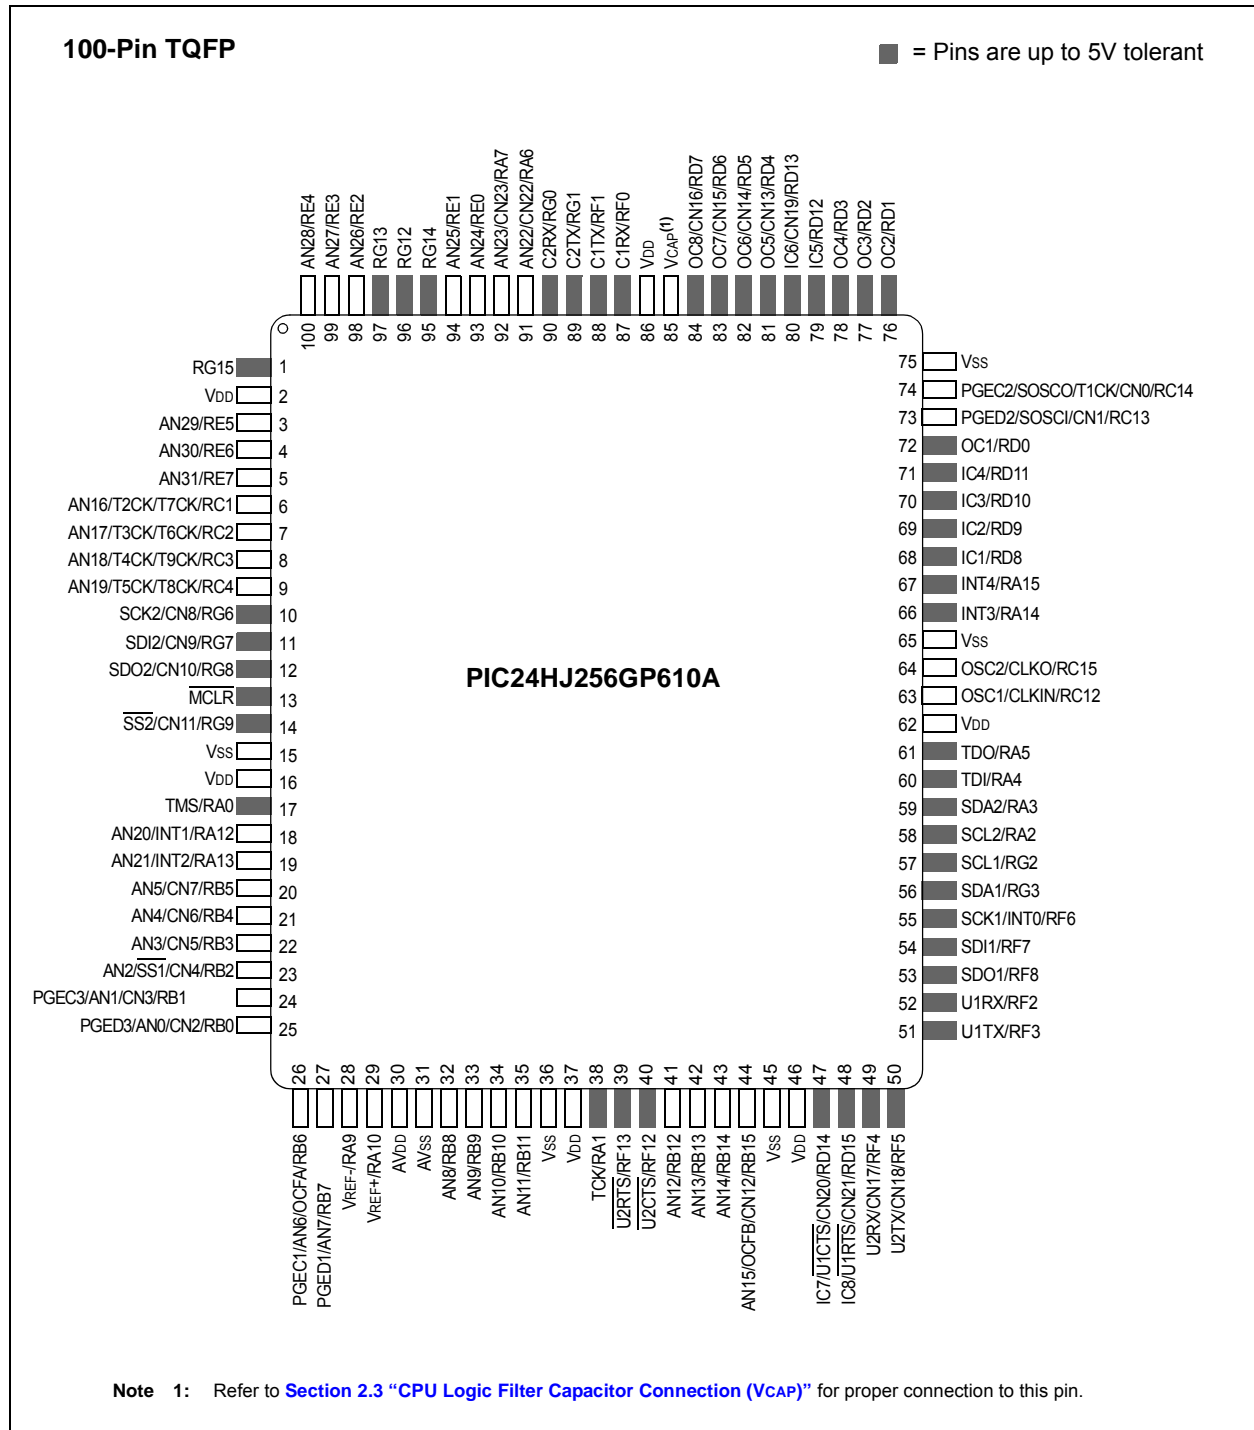 100-Pin TQFP
= Pins are up to 5V tolerant
AN28/RE4
AN27/RE3
AN26/RE2
RG13
RG12
RG14
AN25/RE1
AN24/RE0
AN23/CN23/RA7
AN22/CN22/RA6
C2RX/RG0
C2TX/RG1
C1TX/RF1
C1RX/RF0
VDD
VCAP(1)
OC8/CN16/RD7
OC7/CN15/RD6
OC6/CN14/RD5
OC5/CN13/RD4
IC6/CN19/RD13
IC5/RD12
OC4/RD3
OC3/RD2
OC2/RD1
100 99 98 97 96 95 94 93 92 91 90 89 88 87 86 85 84 83 82 81 80 79 78 77 76
RG15 1
VDD 2
AN29/RE5 3
AN30/RE6 4
AN31/RE7 5
AN16/T2CK/T7CK/RC1 6
AN17/T3CK/T6CK/RC2 7
AN18/T4CK/T9CK/RC3 8
AN19/T5CK/T8CK/RC4 9
SCK2/CN8/RG6 10
SDI2/CN9/RG7 11
SDO2/CN10/RG8 12
MCLR 13
SS2/CN11/RG9 14
VSS 15
VDD 16
TMS/RA0 17
AN20/INT1/RA12 18
AN21/INT2/RA13 19
AN5/CN7/RB5 20
AN4/CN6/RB4 21
AN3/CN5/RB3 22
AN2/SS1/CN4/RB2 23
PGEC3/AN1/CN3/RB1 24
PGED3/AN0/CN2/RB0 25
PIC24HJ256GP610A
75 VSS
74 PGEC2/SOSCO/T1CK/CN0/RC14
73 PGED2/SOSCI/CN1/RC13
72 OC1/RD0
71 IC4/RD11
70 IC3/RD10
69 IC2/RD9
68 IC1/RD8
67 INT4/RA15
66 INT3/RA14
65 VSS
64 OSC2/CLKO/RC15
63 OSC1/CLKIN/RC12
62 VDD
61 TDO/RA5
60 TDI/RA4
59 SDA2/RA3
58 SCL2/RA2
57 SCL1/RG2
56 SDA1/RG3
55 SCK1/INT0/RF6
54 SDI1/RF7
53 SDO1/RF8
52 U1RX/RF2
51 U1TX/RF3
26 27 28 29 30 31 32 33 34 35 36 37 38 39 40 41 42 43 44 45 46 47 48 49 50
PGEC1/AN6/OCFA/RB6
PGED1/AN7/RB7
VREF-/RA9
VREF+/RA10
AVDD
AVSS
AN8/RB8
AN9/RB9
AN10/RB10
AN11/RB11
VSS
VDD
TCK/RA1
U2RTS/RF13
U2CTS/RF12
AN12/RB12
AN13/RB13
AN14/RB14
AN15/OCFB/CN12/RB15
VSS
VDD
IC7/U1CTS/CN20/RD14
IC8/U1RTS/CN21/RD15
U2RX/CN17/RF4
U2TX/CN18/RF5
Note 1: Refer to Section 2.3 “CPU Logic Filter Capacitor Connection (VCAP)” for proper connection to this pin.